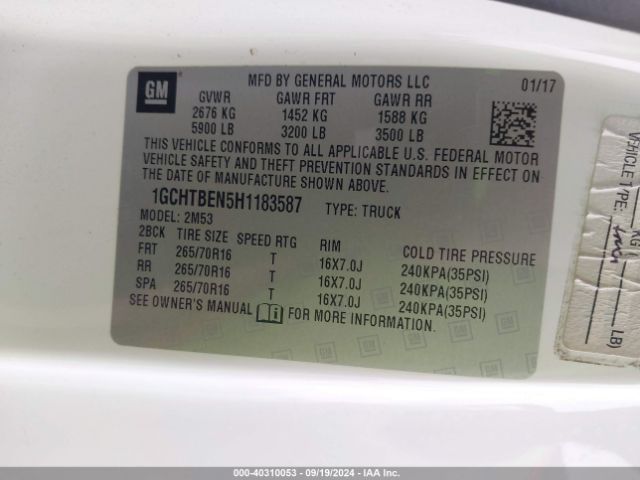 GM
MFD BY GENERAL MOTORS LLC 01/17
GVWR GAWR FRT GAWR RR
2676 KG 1452 KG 1588 KG
5900 LB 3200 LB 3500 LB
THIS VEHICLE CONFORMS TO ALL APPLICABLE U.S. FEDERAL MOTOR
VEHICLE SAFETY AND THEFT PREVENTION STANDARDS IN EFFECT ON
THE DATE OF MANUFACTURE SHOWN ABOVE.
1GCHTBEN5H1183587 TYPE: TRUCK
MODEL: 2M53
2BCK TIRE SIZE SPEED RTG RIM COLD TIRE PRESSURE
FRT 265/70R16 T 16X7.0J 240KPA(35PSI)
RR 265/70R16 T 16X7.0J 240KPA(35PSI)
SPA 265/70R16 T 16X7.0J 240KPA(35PSI)
SEE OWNER'S MANUAL FOR MORE INFORMATION.
VEHICLE TYPE:
KG
LB)
000-40310053 - 09/19/2024 - IAA Inc.